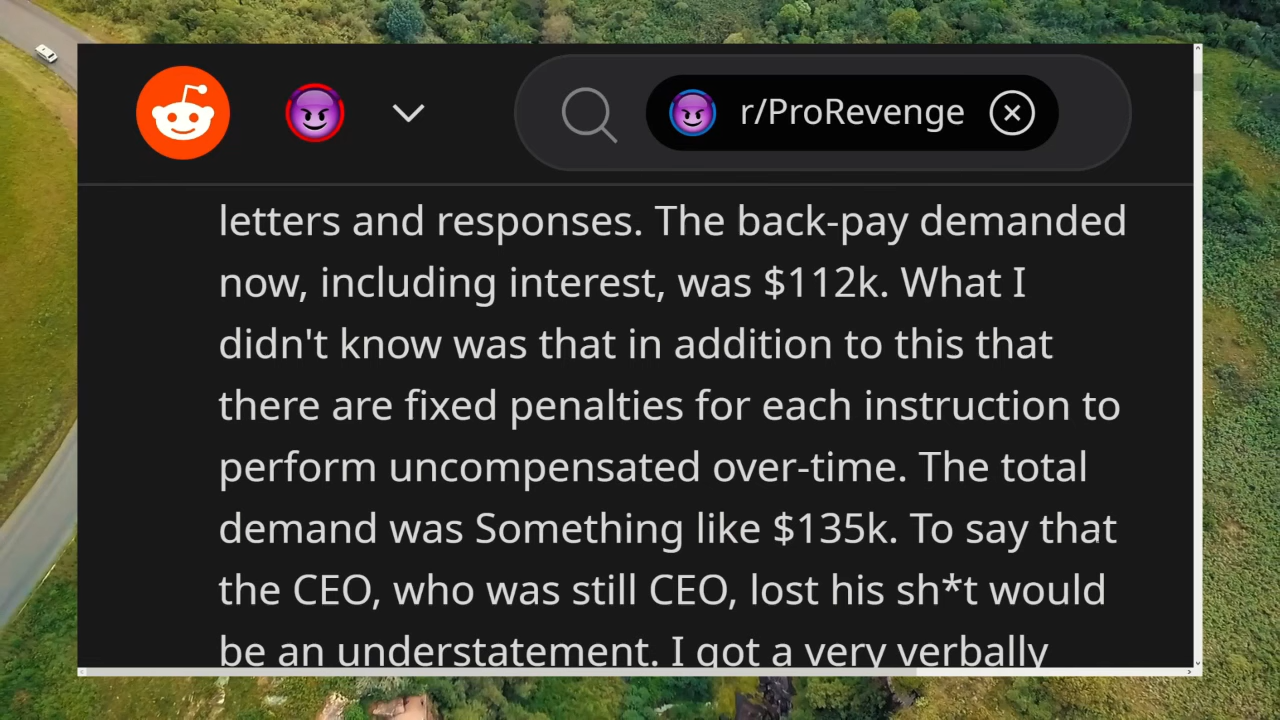 r/ProRevenge
letters and responses. The back-pay demanded
now, including interest, was $112k. What I
didn't know was that in addition to this that
there are fixed penalties for each instruction to
perform uncompensated over-time. The total
demand was Something like $135k. To say that
the CEO, who was still CEO, lost his sh*t would
be an understatement. I got a very verbally